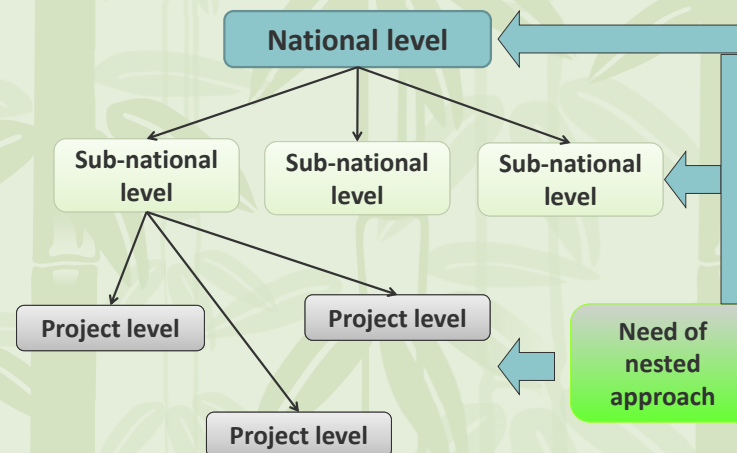 National level
Sub-national
level
Sub-national
level
Sub-national
level
Project level
Project level
Project level
Need of
nested
approach